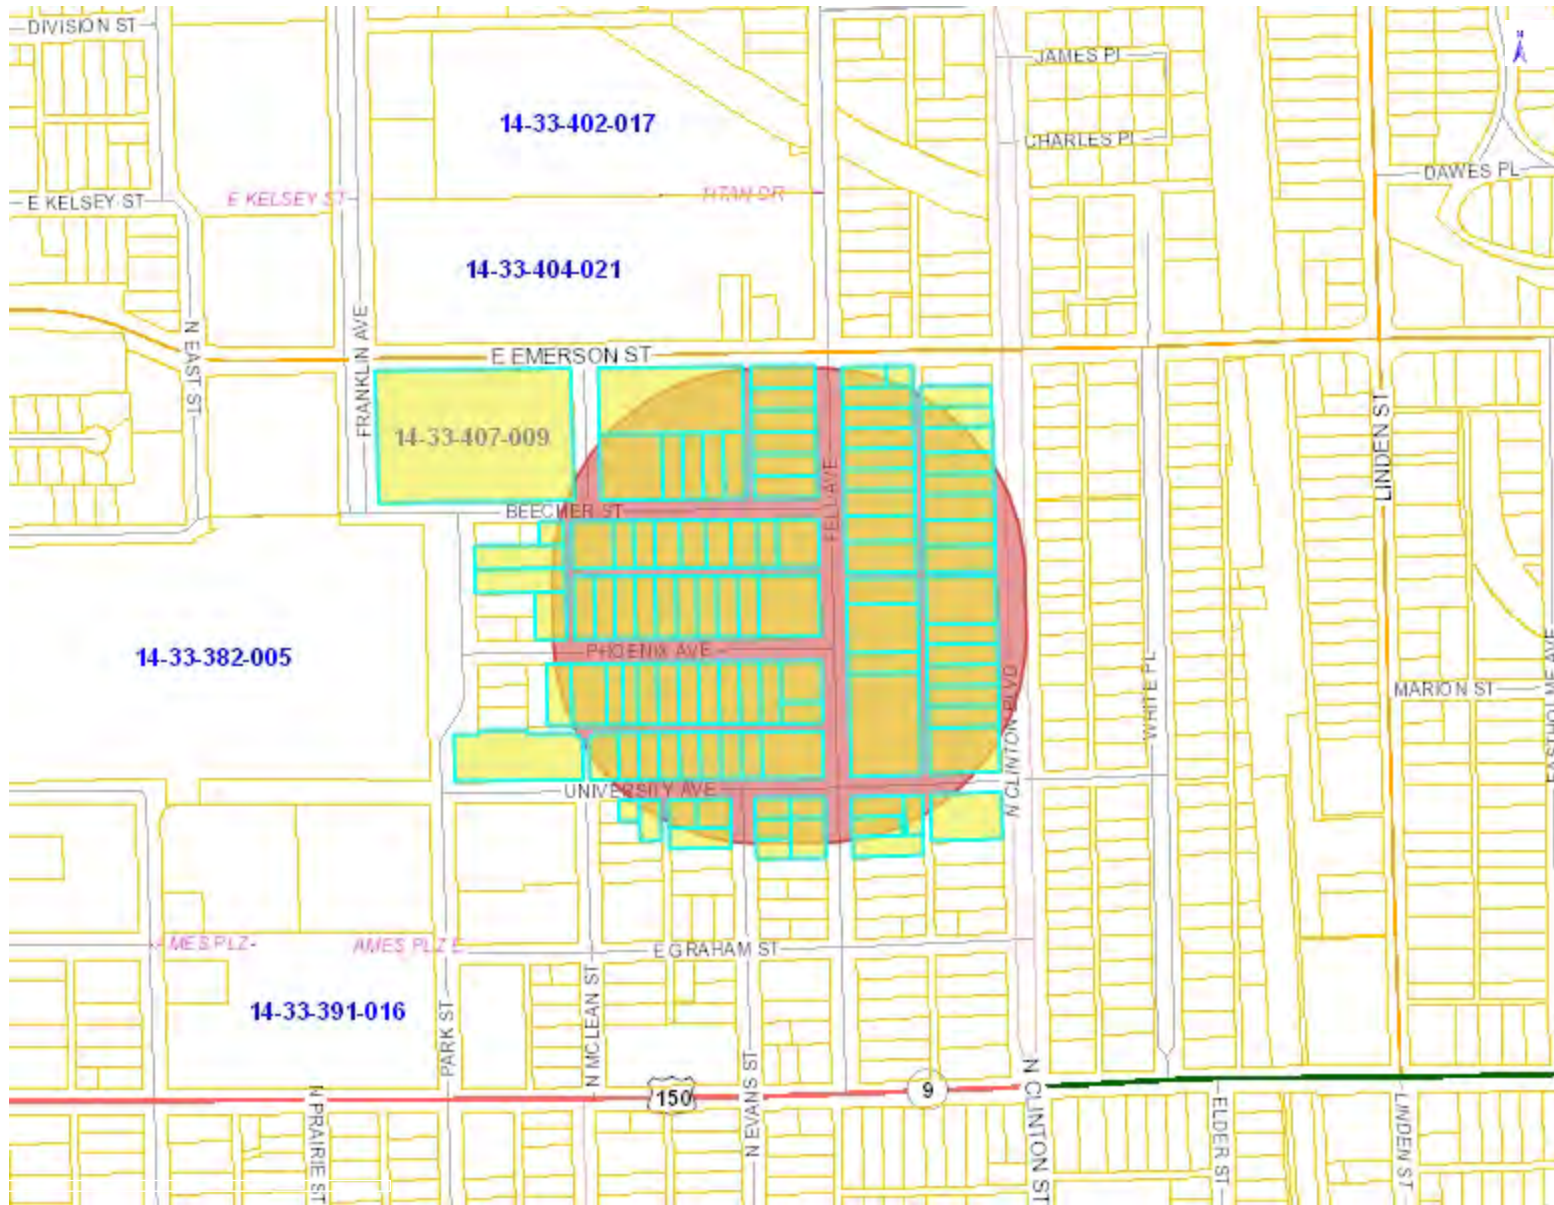 DIVISION ST
N
JAMES Pl
14-33-402-017
CHARLES Pl
DAWES PL
E KELSEY ST
E KELSEY ST
TITAN DR
14-33-404-021
N EAST ST
FRANKLIN AVE
E EMERSON ST
LINDEN ST
14-33-407-009
FELL AVE
BEECHER ST
14-33-382-005
PHOENIX AVE
N CLINTON BLVD
WHITE PL
MARION ST
EASTHOLME AVE
UNIVERSITY AVE
AMES PLZ
AMES PLZ E
E GRAHAM ST
14-33-391-016
PARK ST
N MCLEAN ST
N EVANS ST
150
9
N CLINTON ST
N PRAIRIE ST
ELDER ST
LINDEN ST